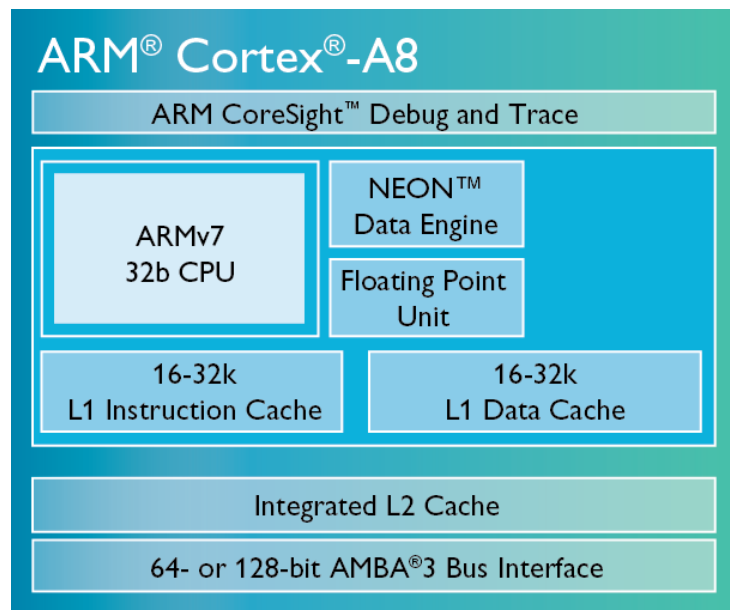 ARM® Cortex®-A8
ARM CoreSight™ Debug and Trace
ARMv7
32b CPU
NEON™
Data Engine
Floating Point
Unit
16-32k
L1 Instruction Cache
16-32k
L1 Data Cache
Integrated L2 Cache
64- or 128-bit AMBA®3 Bus Interface